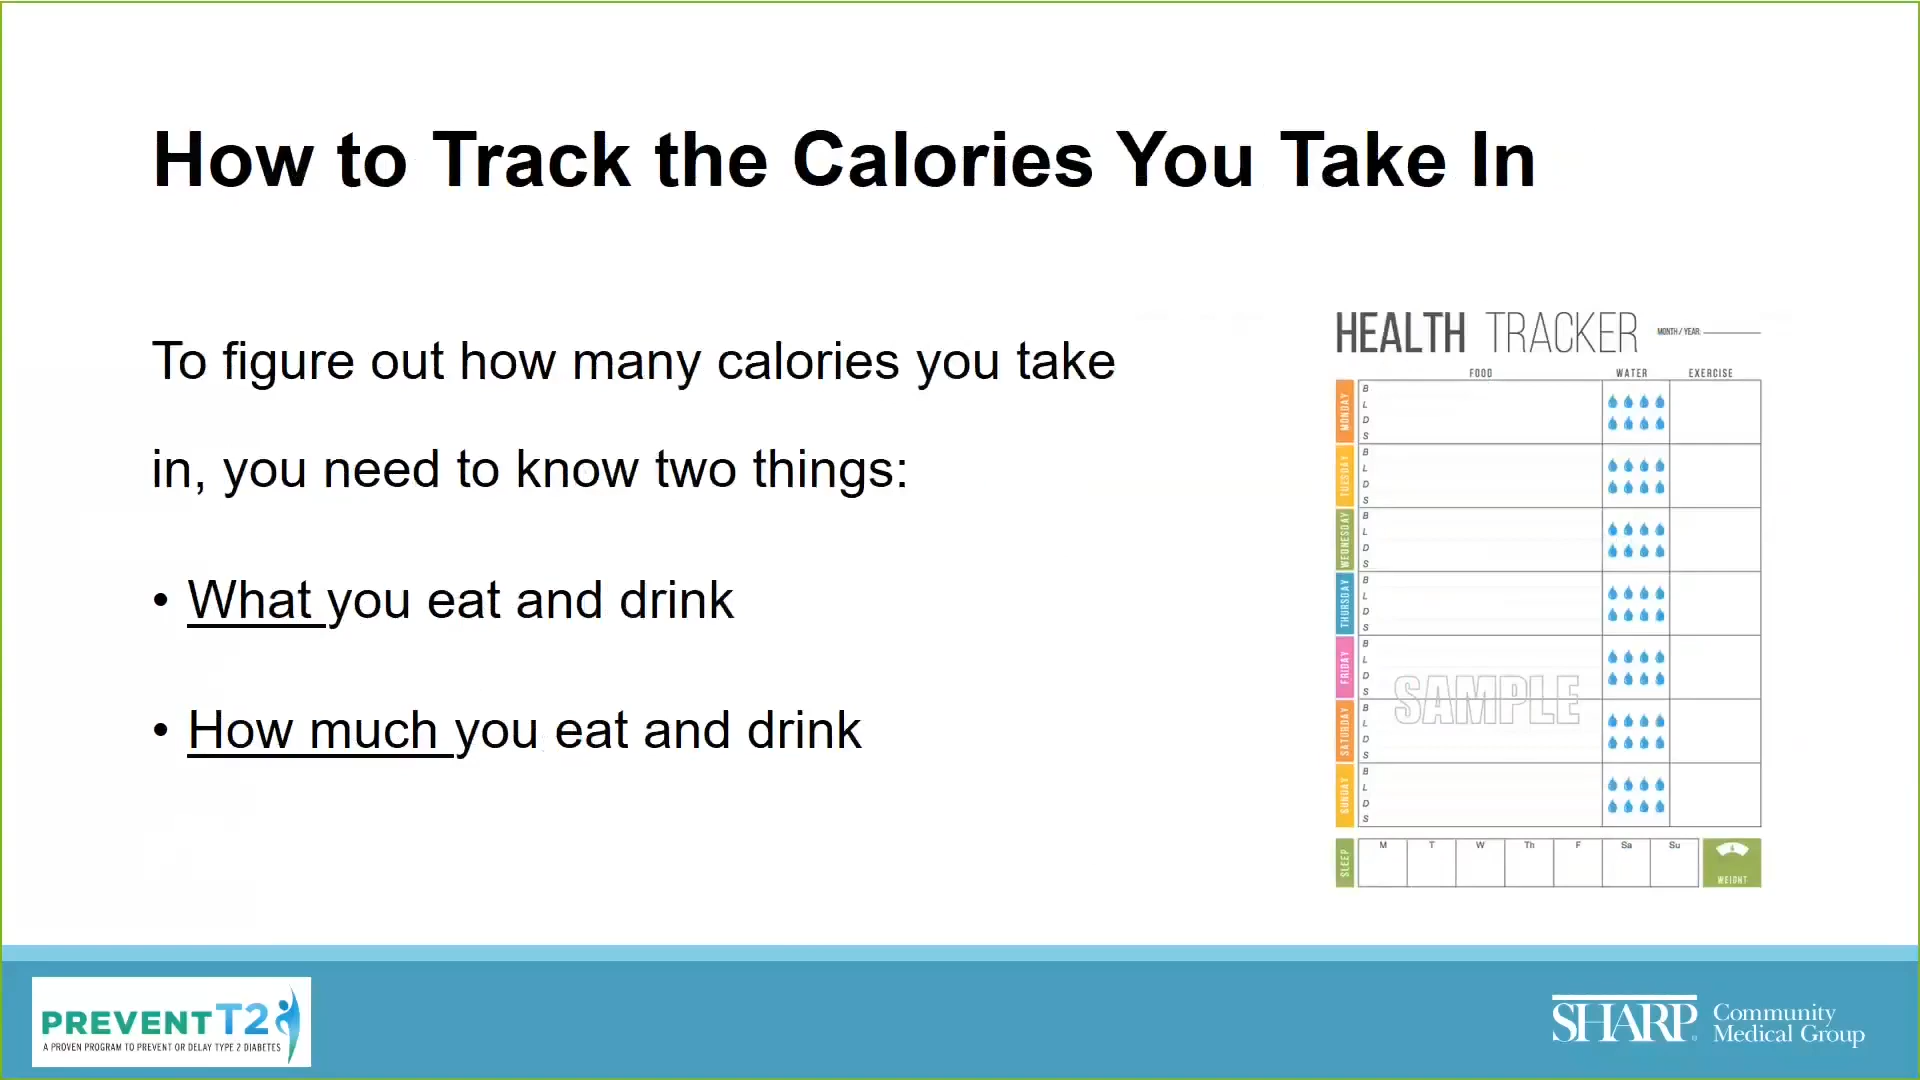 How to Track the Calories You Take In
To figure out how many calories you take
in, you need to know two things:
• What you eat and drink
• How much you eat and drink
HEALTH TRACKER MONTH / YEAR:
FOOD WATER EXERCISE
MONDAY
B
L
D
S
TUESDAY
B
L
D
S
WEDNESDAY
B
L
D
S
THURSDAY
B
L
D
S
FRIDAY
B
L
D
S
SAMPLE
SATURDAY
B
L
D
S
SUNDAY
B
L
D
S
SLEEP
M T W Th F Sa Su
WEIGHT
PREVENT T2
A PROVEN PROGRAM TO PREVENT OR DELAY TYPE 2 DIABETES
SHARP Community
Medical Group